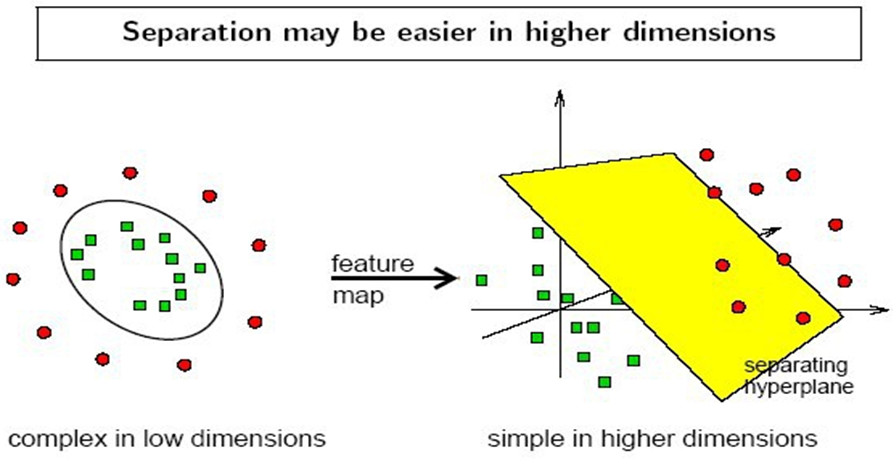 Separation may be easier in higher dimensions
feature
map
separating
hyperplane
complex in low dimensions
simple in higher dimensions